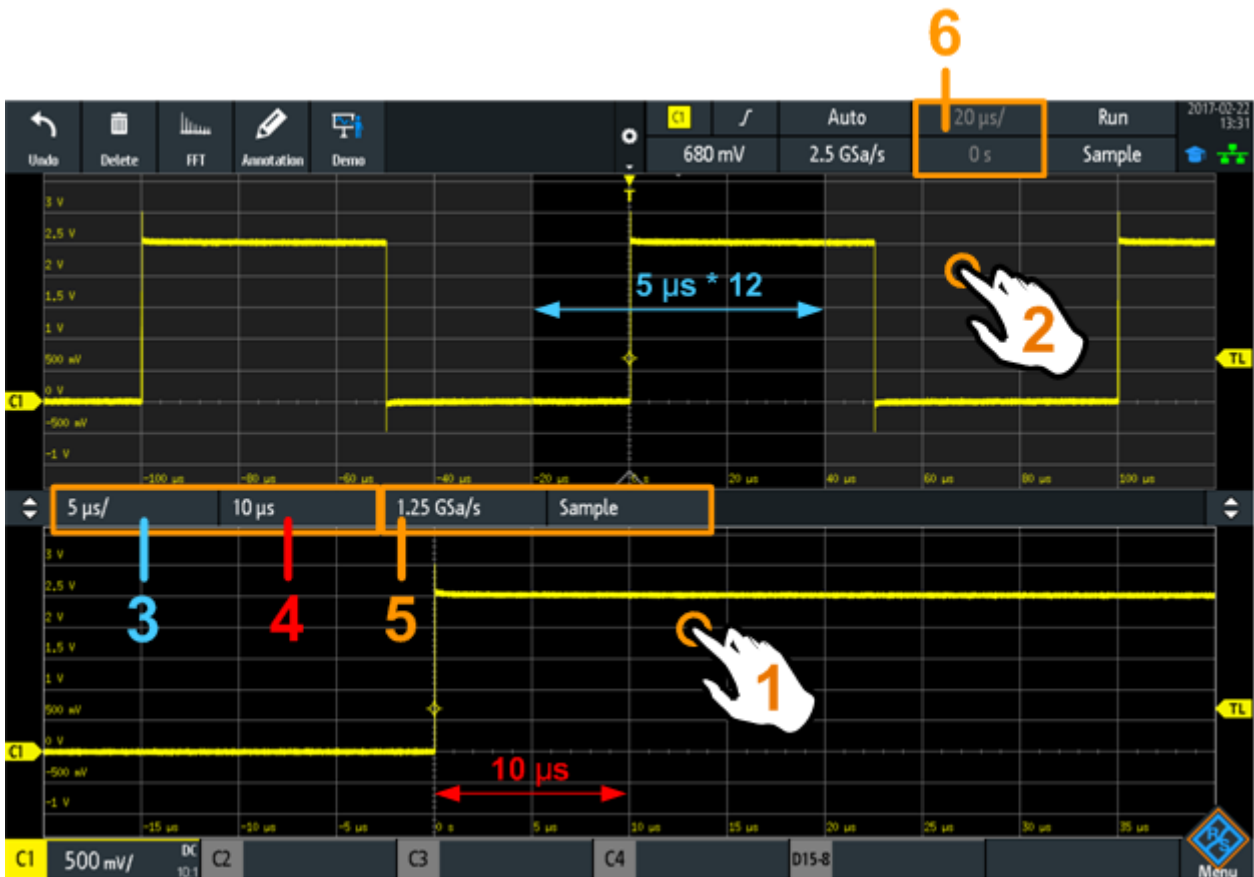 6
C1 Auto 20 µs/ Run 2017-02-22
13:31
Undo Delete FFT Annotation Demo 680 mV 2.5 GSa/s 0 s Sample
T
3 V
2.5 V
2 V
5 µs * 12
1.5 V
2
1 V
500 mV TL
0 V
C1
-500 mV
-1 V
-100 µs -80 µs -60 µs -40 µs -20 µs 0 s 20 µs 40 µs 60 µs 80 µs 100 µs
5 µs/ 10 µs 1.25 GSa/s Sample
3 V
2.5 V
3 4 5
2 V
1.5 V
1
1 V
500 mV TL
0 V
C1
10 µs
-500 mV
-1 V
-15 µs -10 µs -5 µs 0 s 5 µs 10 µs 15 µs 20 µs 25 µs 30 µs 35 µs
C1 500 mV/ DC
10:1 C2 C3 C4 D15-8 R/S
Menu